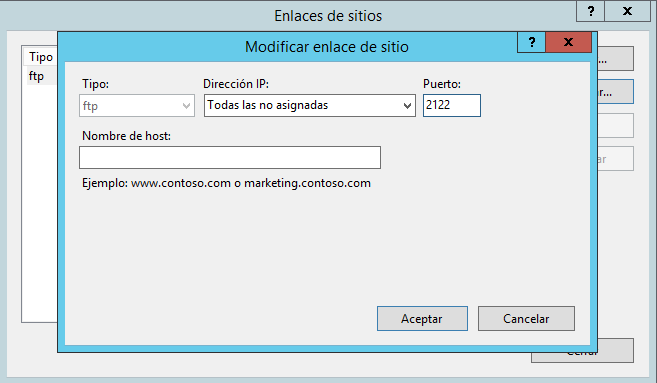 Enlaces de sitios
? x
Modificar enlace de sitio
? x
Tipo
ftp
...
ar...
ar
Tipo: Dirección IP: Puerto:
ftp Todas las no asignadas 2122
Nombre de host:
Ejemplo: www.contoso.com o marketing.contoso.com
Aceptar Cancelar